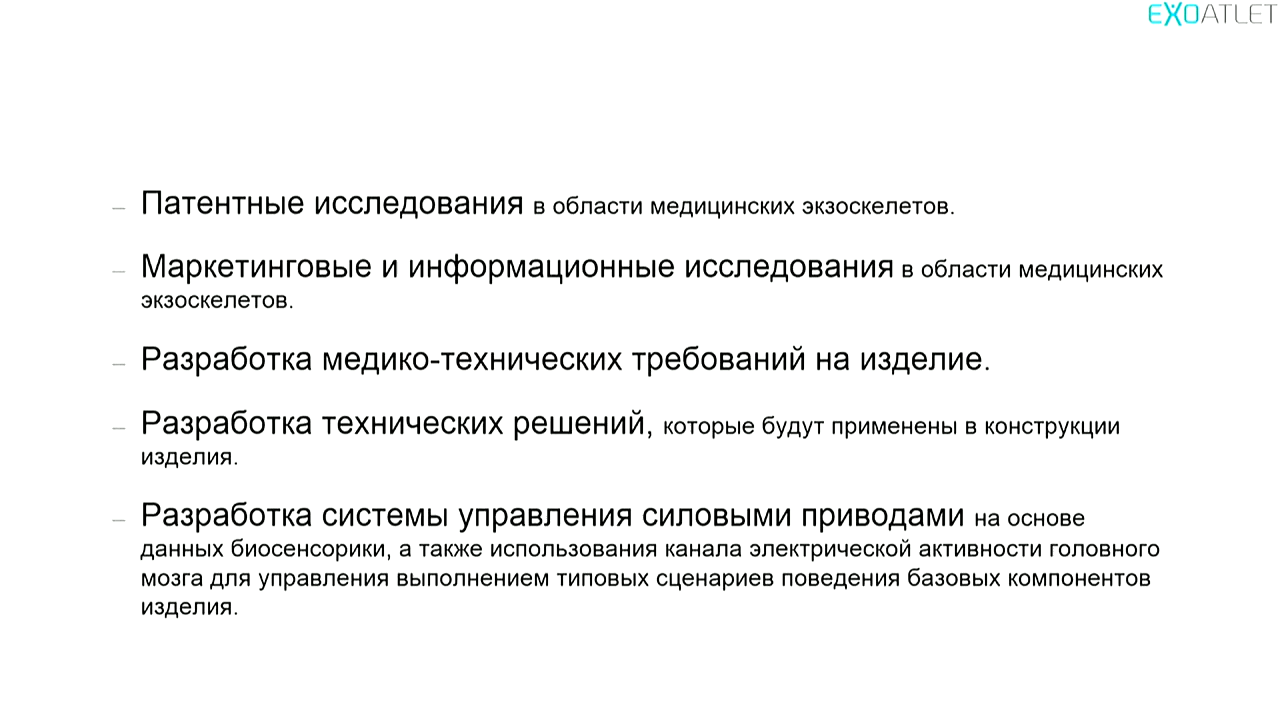 EXOATLET
– Патентные исследования в области медицинских экзоскелетов.
– Маркетинговые и информационные исследования в области медицинских
экзоскелетов.
– Разработка медико-технических требований на изделие.
– Разработка технических решений, которые будут применены в конструкции
изделия.
– Разработка системы управления силовыми приводами на основе
данных биосенсорики, а также использования канала электрической активности головного
мозга для управления выполнением типовых сценариев поведения базовых компонентов
изделия.